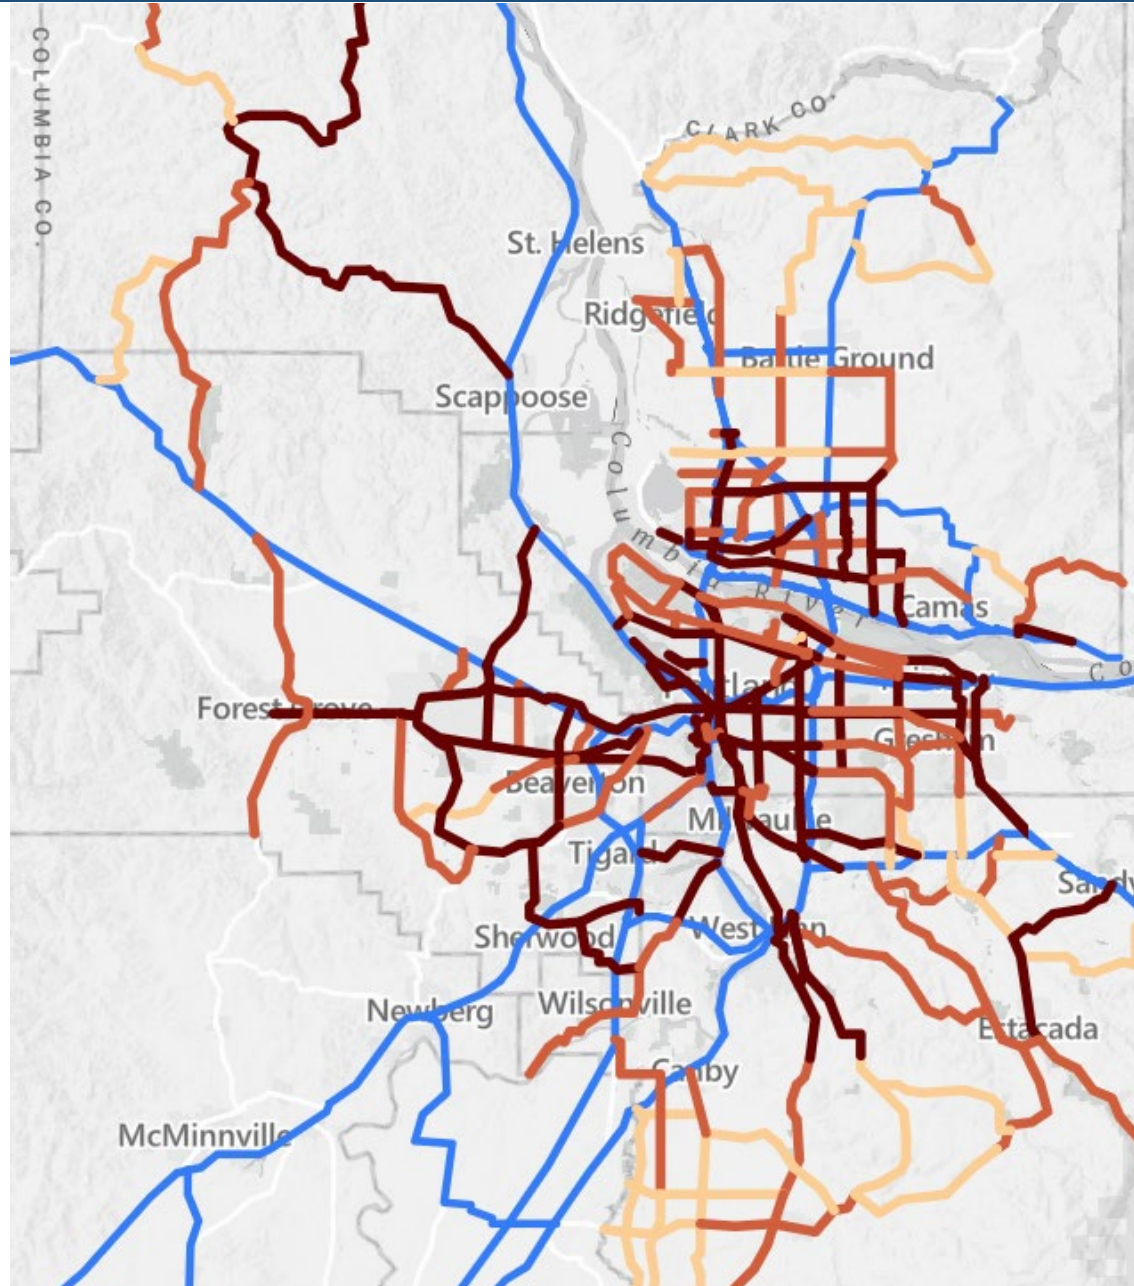 COLUMBIA CO.
CLARK CO.
St. Helens
Ridgefield
Battle Ground
Scappoose
Columbia River
Camas
Co
Portland
Forest Grove
Gresham
Beaverton
Milwaukie
Tigard
Sandy
West Linn
Sherwood
Newberg
Wilsonville
Estacada
Canby
McMinnville